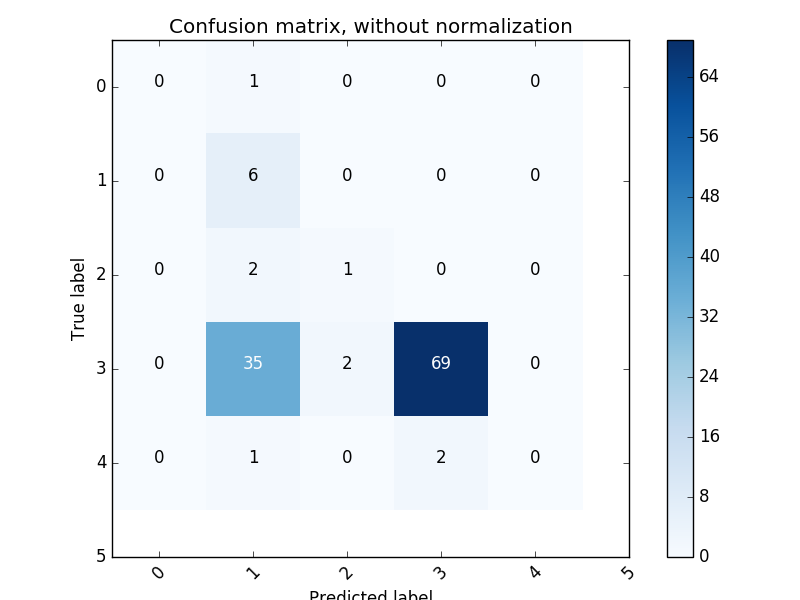 Confusion matrix, without normalization
0 0 1 0 0 0
1 0 6 0 0 0
2 0 2 1 0 0
3 0 35 2 69 0
4 0 1 0 2 0
5
0 1 2 3 4 5
True label
Predicted label
64
56
48
40
32
24
16
8
0